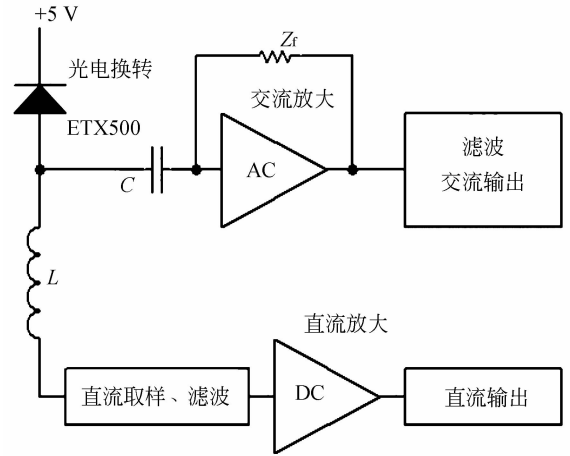 +5 V
光电换转
ETX500
Zf
交流放大
C
AC
滤波
交流输出
L
直流放大
直流取样、滤波
DC
直流输出